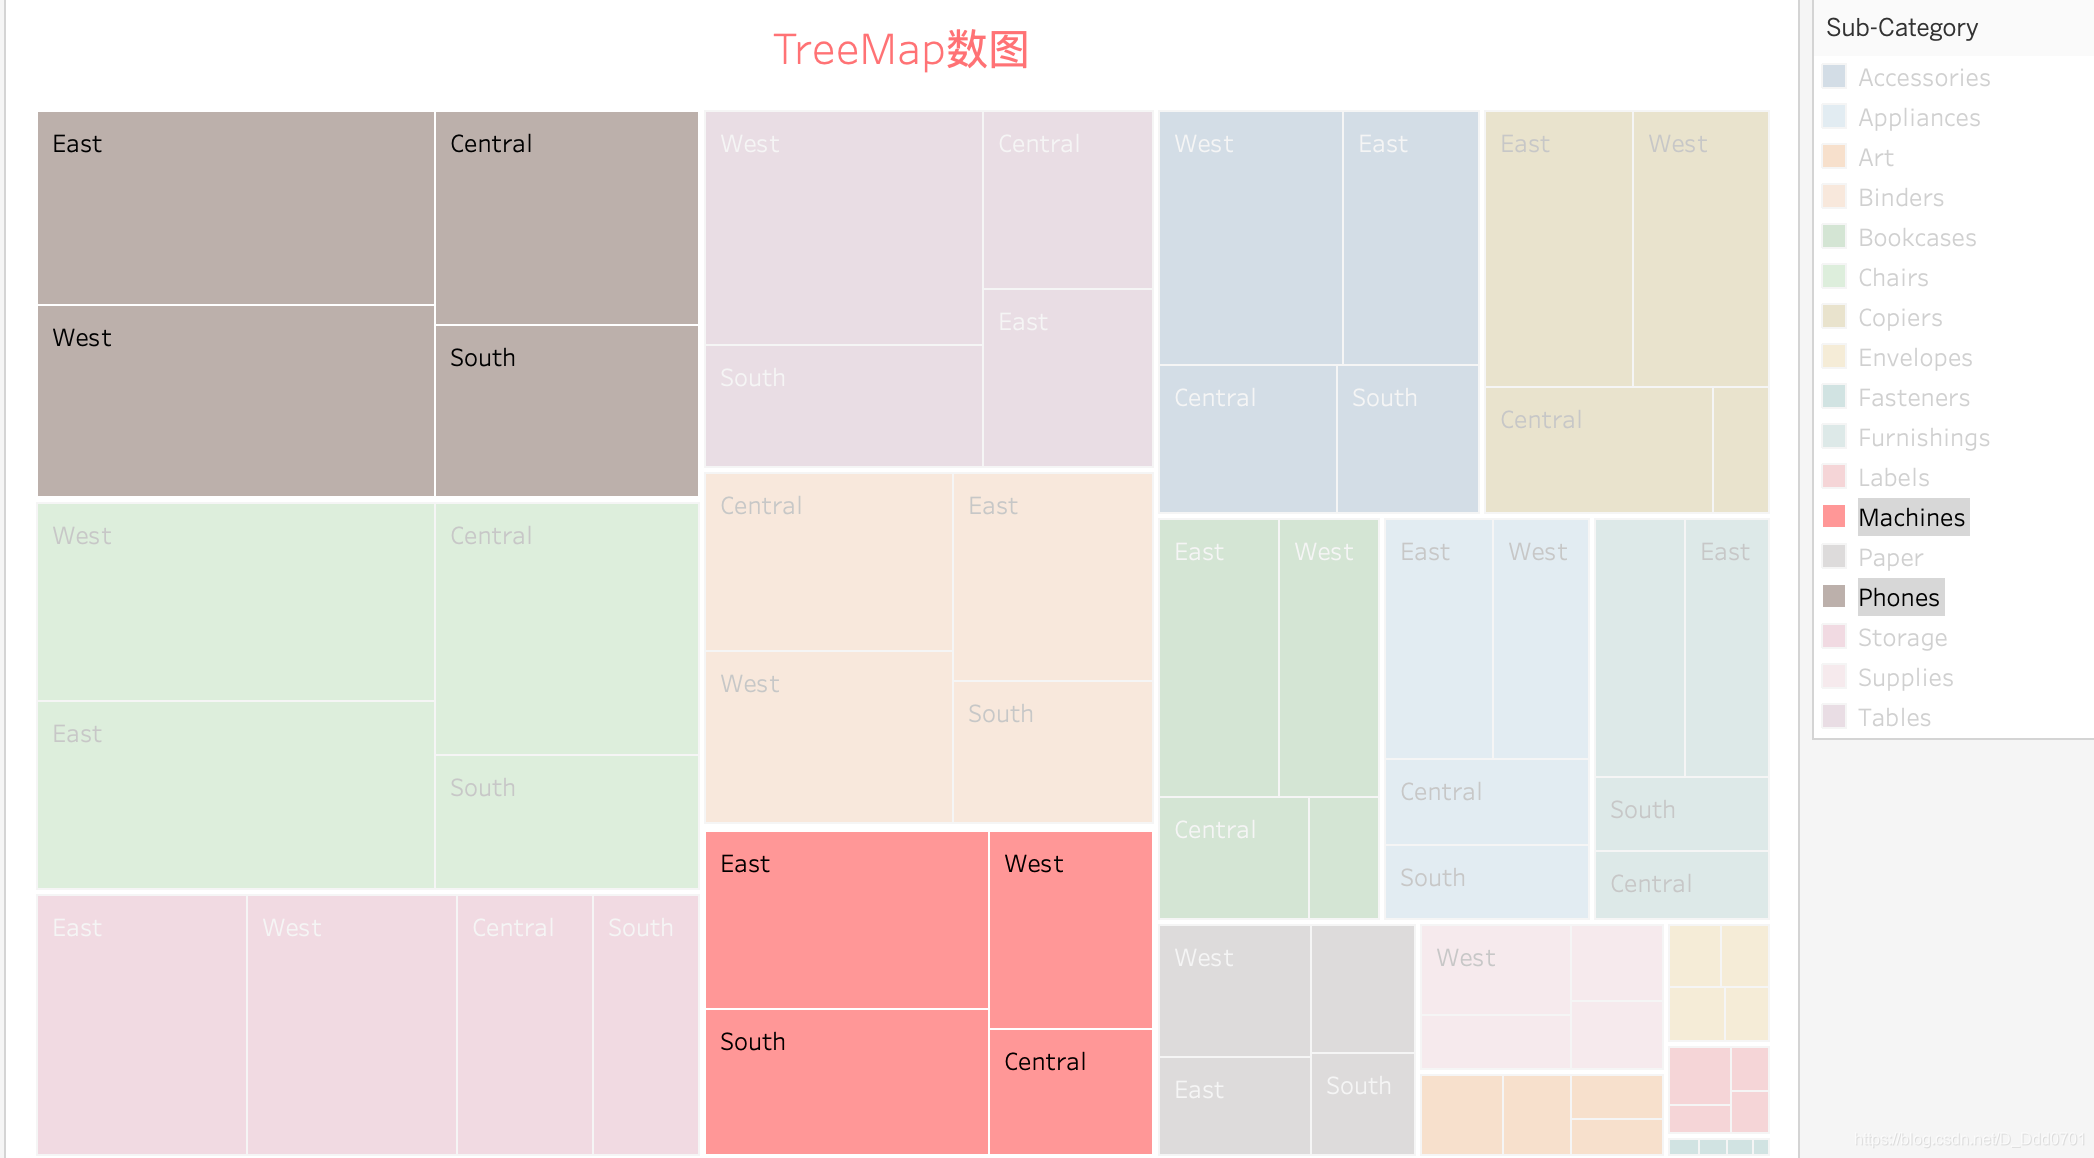 TreeMap数图
East
Central
West
South
West
Central
East
South
East
West
Central
South
West
Central
East
South
Central
East
West
South
East
West
South
Central
West
East
Central
South
East
West
Central
East
West
Central
East
West
Central
South
East
South
Central
West
East
South
West
Sub-Category
Accessories
Appliances
Art
Binders
Bookcases
Chairs
Copiers
Envelopes
Fasteners
Furnishings
Labels
Machines
Paper
Phones
Storage
Supplies
Tables
https://blog.csdn.net/D_Ddd0701